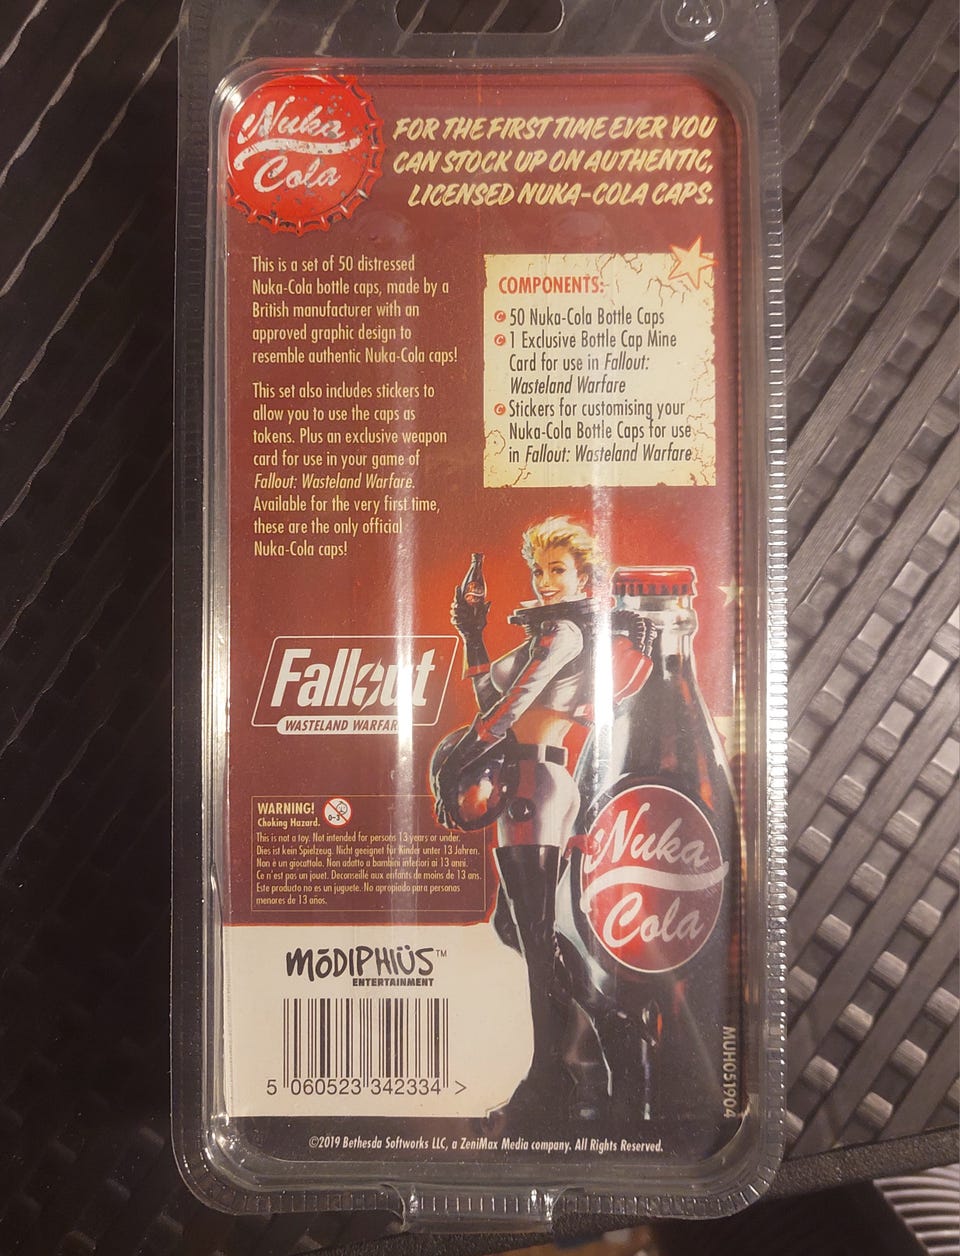 Nuka
Cola
FOR THE FIRST TIME EVER YOU
CAN STOCK UP ON AUTHENTIC,
LICENSED NUKA-COLA CAPS.
This is a set of 50 distressed
Nuka-Cola bottle caps, made by a
British manufacturer with an
approved graphic design to
resemble authentic Nuka-Cola caps!
This set also includes stickers to
allow you to use the caps as
tokens. Plus an exclusive weapon
card for use in your game of
Fallout: Wasteland Warfare.
Available for the very first time,
these are the only official
Nuka-Cola caps!
COMPONENTS:
50 Nuka-Cola Bottle Caps
1 Exclusive Bottle Cap Mine
Card for use in Fallout:
Wasteland Warfare
Stickers for customising your
Nuka-Cola Bottle Caps for use
in Fallout: Wasteland Warfare
Fallout
WASTELAND WARFARE
WARNING!
Choking Hazard.
0-3
This is not a toy. Not intended for persons 13 years or under.
Dies ist kein Spielzeug. Nicht geeignet für Kinder unter 13 Jahren.
Non è un giocattolo. Non adatto a bambini inferiori ai 13 anni.
Ce n'est pas un jouet. Deconseillé aux enfants de moins de 13 ans.
Este producto no es un juguete. No apropiado para personas
menores de 13 años.
Nuka
Cola
MōDIPHIÜS™
ENTERTAINMENT
5 060523 342334 >
MUH051904
©2019 Bethesda Softworks LLC, a ZeniMax Media company. All Rights Reserved.